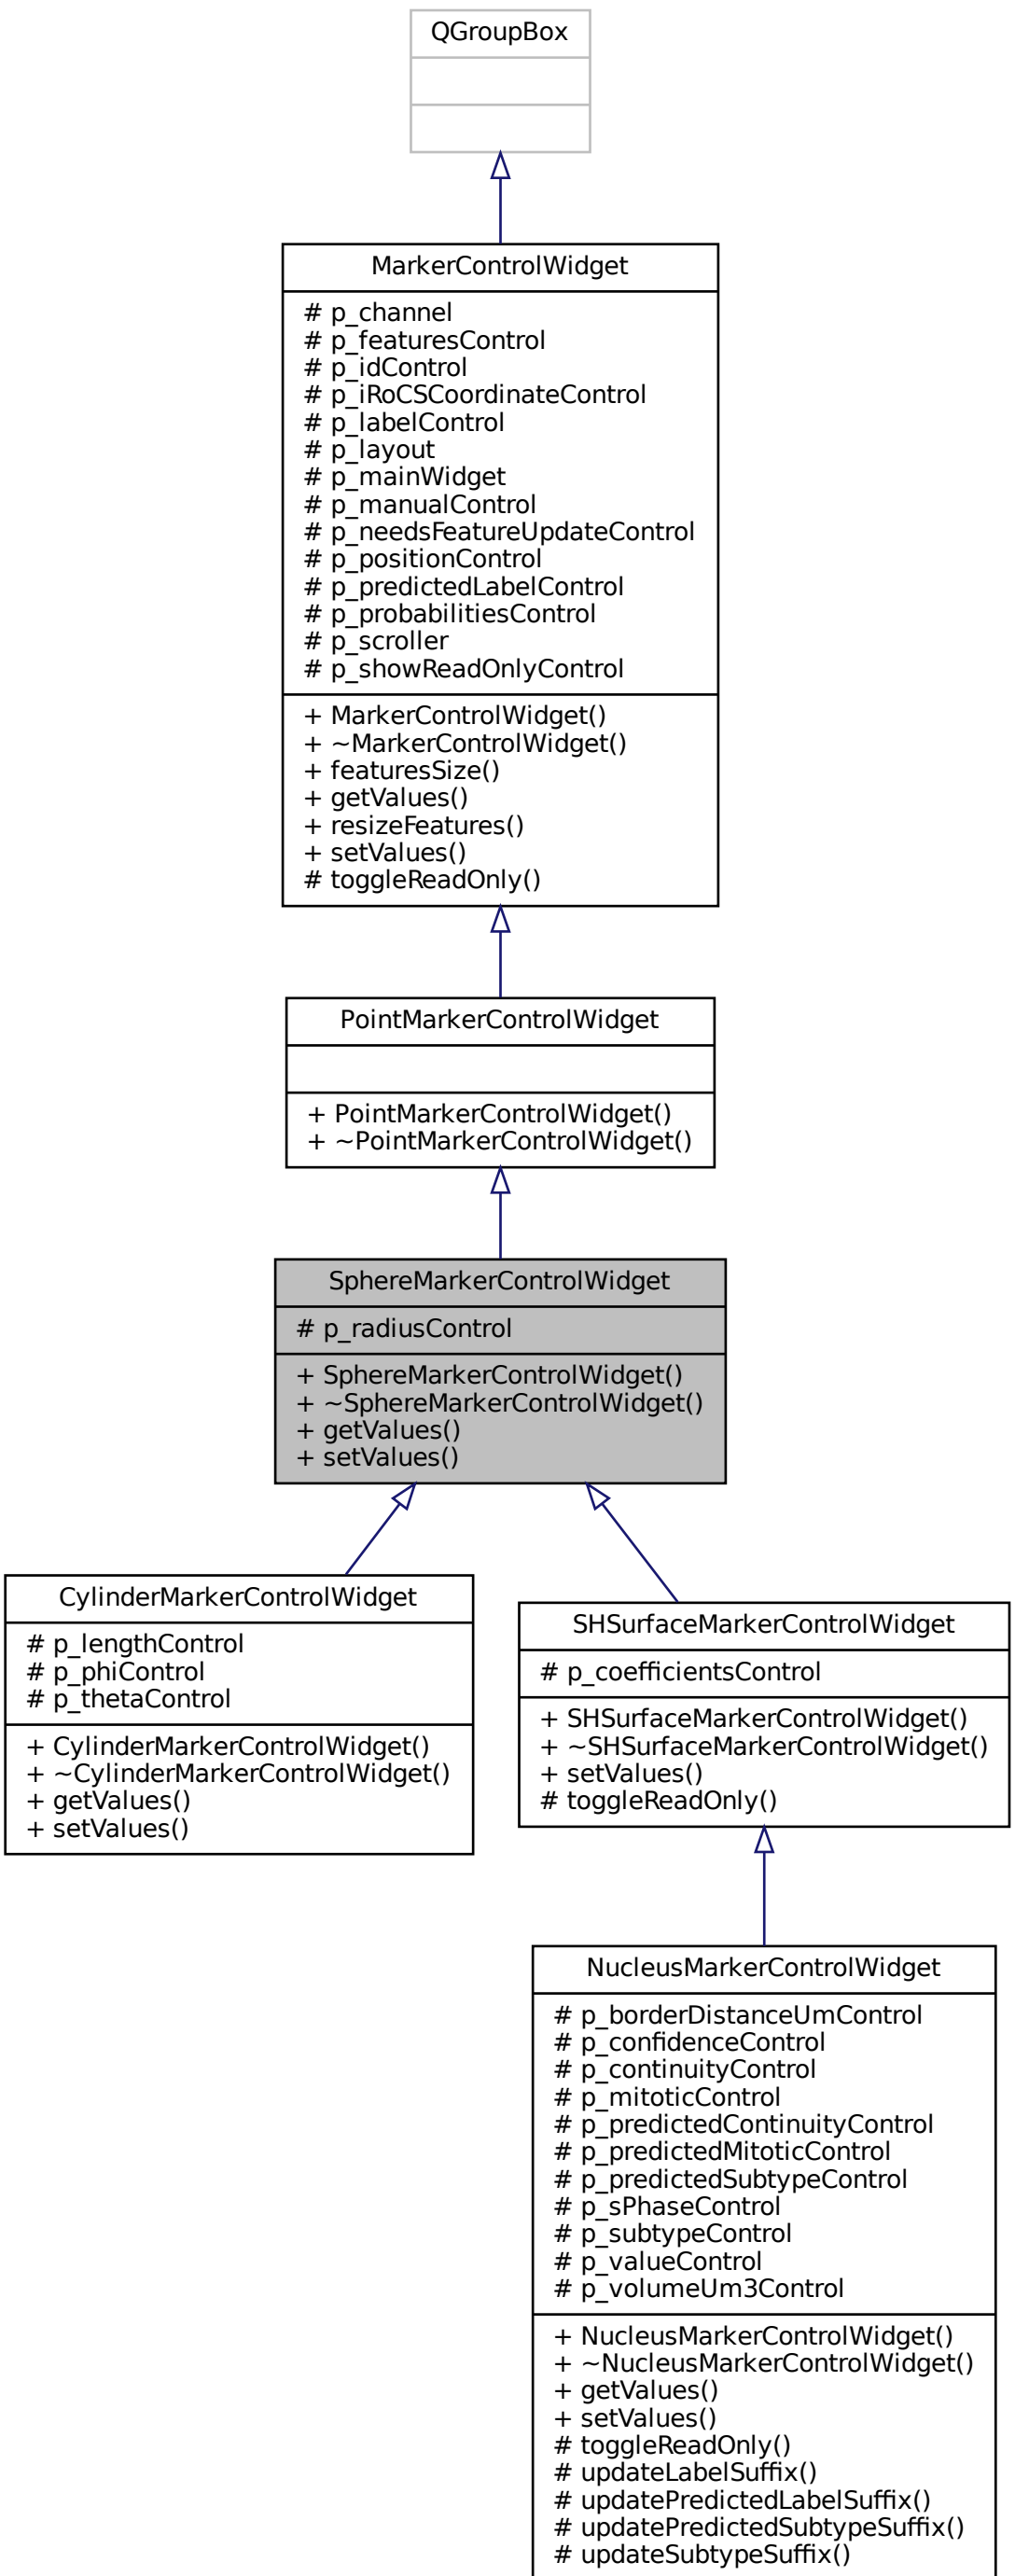 QGroupBox
MarkerControlWidget
# p_channel
# p_featuresControl
# p_idControl
# p_iRoCSCoordinateControl
# p_labelControl
# p_layout
# p_mainWidget
# p_manualControl
# p_needsFeatureUpdateControl
# p_positionControl
# p_predictedLabelControl
# p_probabilitiesControl
# p_scroller
# p_showReadOnlyControl
+ MarkerControlWidget()
+ ~MarkerControlWidget()
+ featuresSize()
+ getValues()
+ resizeFeatures()
+ setValues()
# toggleReadOnly()
PointMarkerControlWidget
+ PointMarkerControlWidget()
+ ~PointMarkerControlWidget()
SphereMarkerControlWidget
# p_radiusControl
+ SphereMarkerControlWidget()
+ ~SphereMarkerControlWidget()
+ getValues()
+ setValues()
CylinderMarkerControlWidget
# p_lengthControl
# p_phiControl
# p_thetaControl
+ CylinderMarkerControlWidget()
+ ~CylinderMarkerControlWidget()
+ getValues()
+ setValues()
SHSurfaceMarkerControlWidget
# p_coefficientsControl
+ SHSurfaceMarkerControlWidget()
+ ~SHSurfaceMarkerControlWidget()
+ setValues()
# toggleReadOnly()
NucleusMarkerControlWidget
# p_borderDistanceUmControl
# p_confidenceControl
# p_continuityControl
# p_mitoticControl
# p_predictedContinuityControl
# p_predictedMitoticControl
# p_predictedSubtypeControl
# p_sPhaseControl
# p_subtypeControl
# p_valueControl
# p_volumeUm3Control
+ NucleusMarkerControlWidget()
+ ~NucleusMarkerControlWidget()
+ getValues()
+ setValues()
# toggleReadOnly()
# updateLabelSuffix()
# updatePredictedLabelSuffix()
# updatePredictedSubtypeSuffix()
# updateSubtypeSuffix()